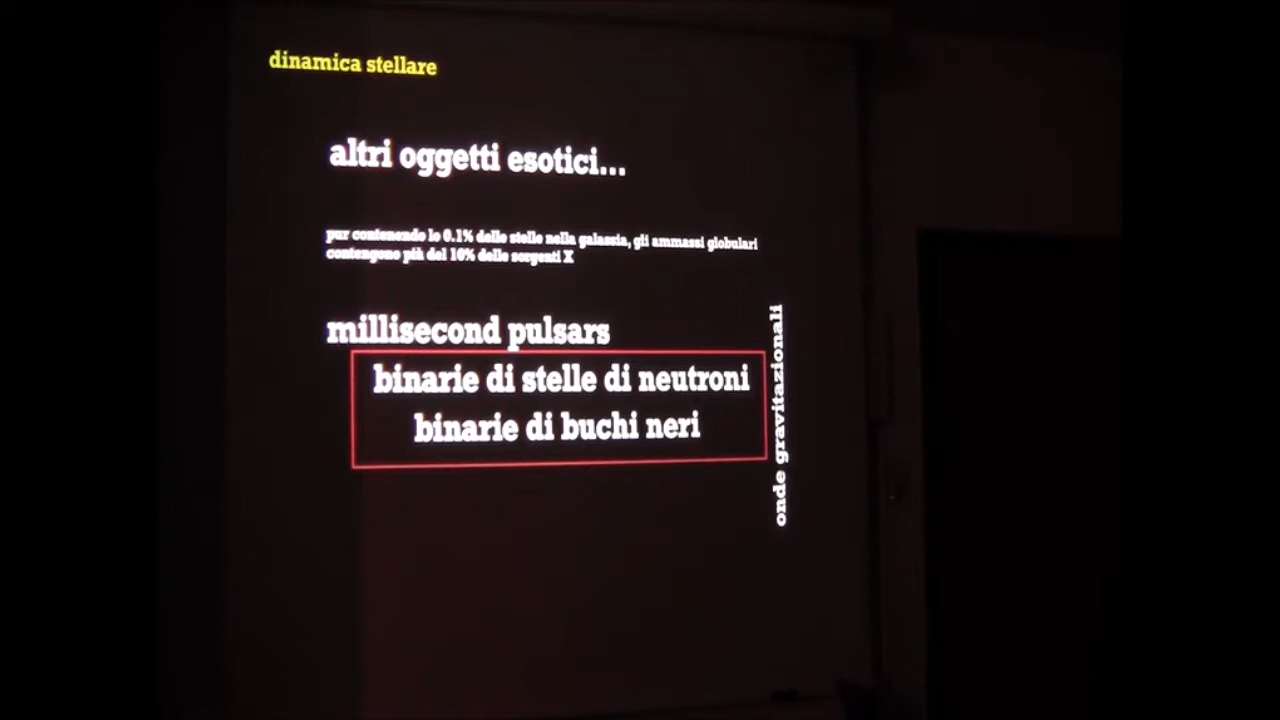 dinamica stellare
altri oggetti esotici...
pur contenendo lo 0.1% delle stelle nella galassia, gli ammassi globulari
contengono più del 10% delle sorgenti X
millisecond pulsars
binarie di stelle di neutroni
binarie di buchi neri
onde gravitazionali